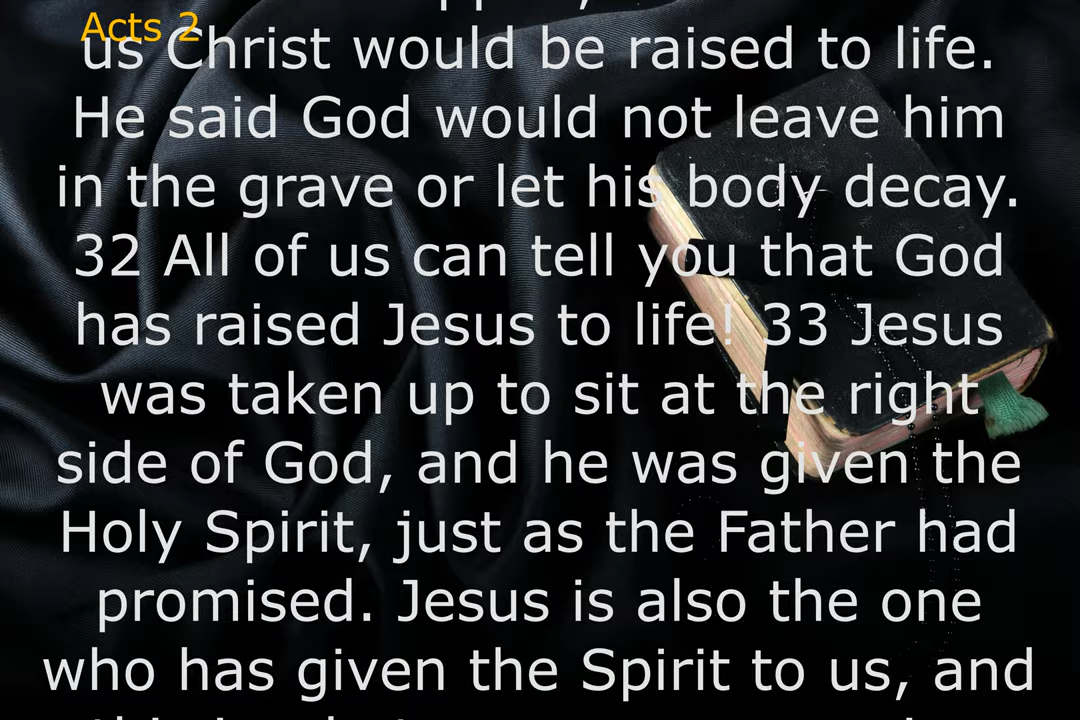 Acts 2
us Christ would be raised to life.
He said God would not leave him
in the grave or let his body decay.
32 All of us can tell you that God
has raised Jesus to life! 33 Jesus
was taken up to sit at the right
side of God, and he was given the
Holy Spirit, just as the Father had
promised. Jesus is also the one
who has given the Spirit to us, and